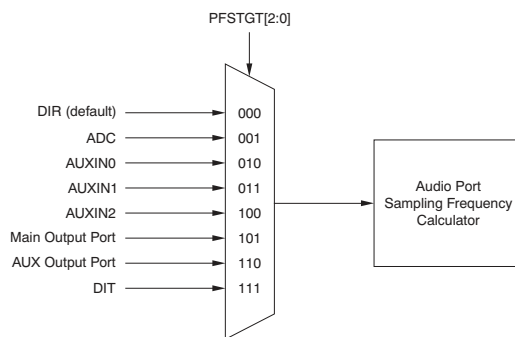 PFSTGT[2:0]
DIR (default) 000
ADC 001
AUXIN0 010
AUXIN1 011
AUXIN2 100
Main Output Port 101
AUX Output Port 110
DIT 111
Audio Port
Sampling Frequency
Calculator